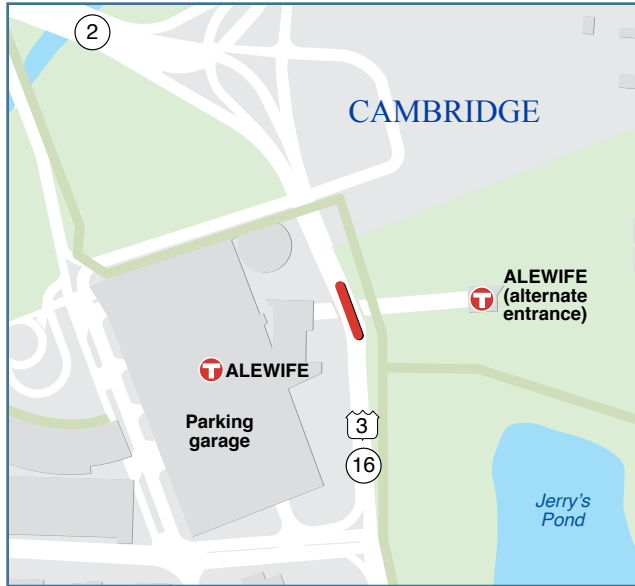 2
CAMBRIDGE
ALEWIFE
(alternate
entrance)
T
T ALEWIFE
Parking
garage
3
16
Jerry's
Pond